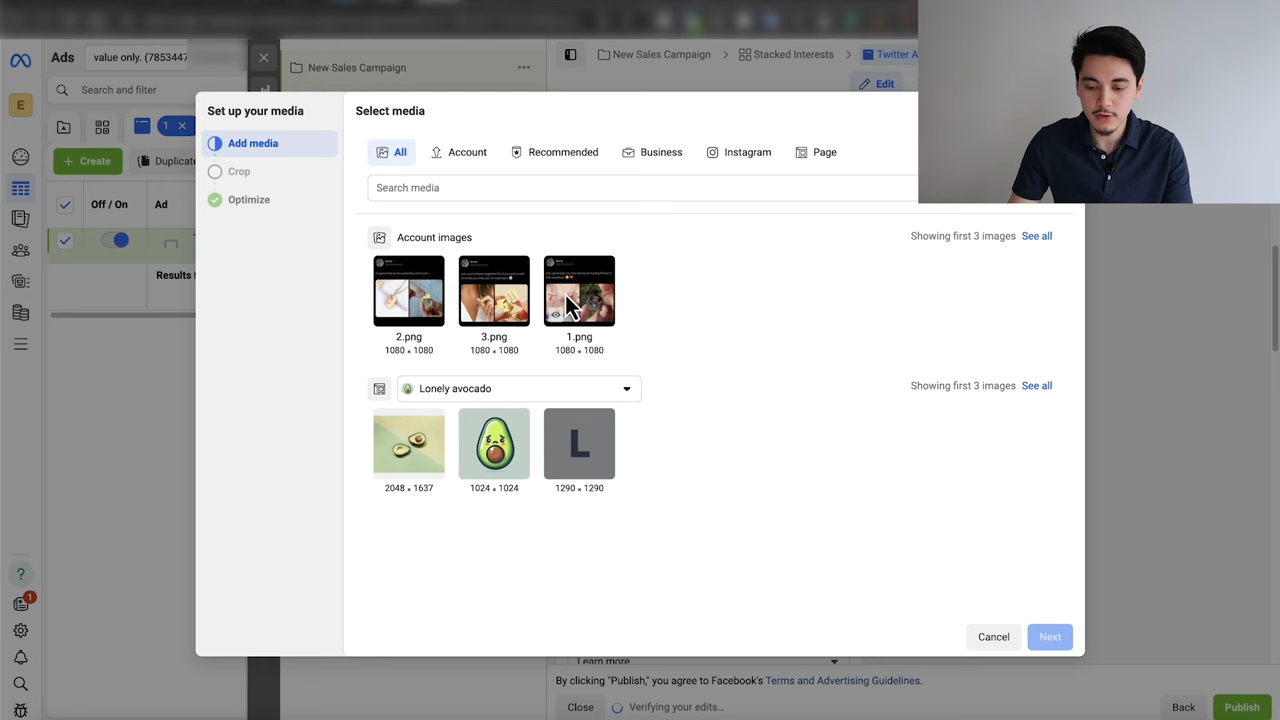 Ads
value only. (7853447
Search and filter
1
Create
Duplicate
Off / On
Ad
Results
E
?
1
New Sales Campaign
New Sales Campaign > Stacked Interests > Twitter A
Edit
Set up your media
Add media
Crop
Optimize
Select media
All
Account
Recommended
Business
Instagram
Page
Search media
Account images
Showing first 3 images See all
2.png
3.png
1.png
1080 × 1080
1080 × 1080
1080 × 1080
Lonely avocado
Showing first 3 images See all
L
2048 × 1637
1024 × 1024
1290 × 1290
Cancel
Next
Learn more
By clicking "Publish," you agree to Facebook's Terms and Advertising Guidelines.
Close
Verifying your edits...
Back
Publish